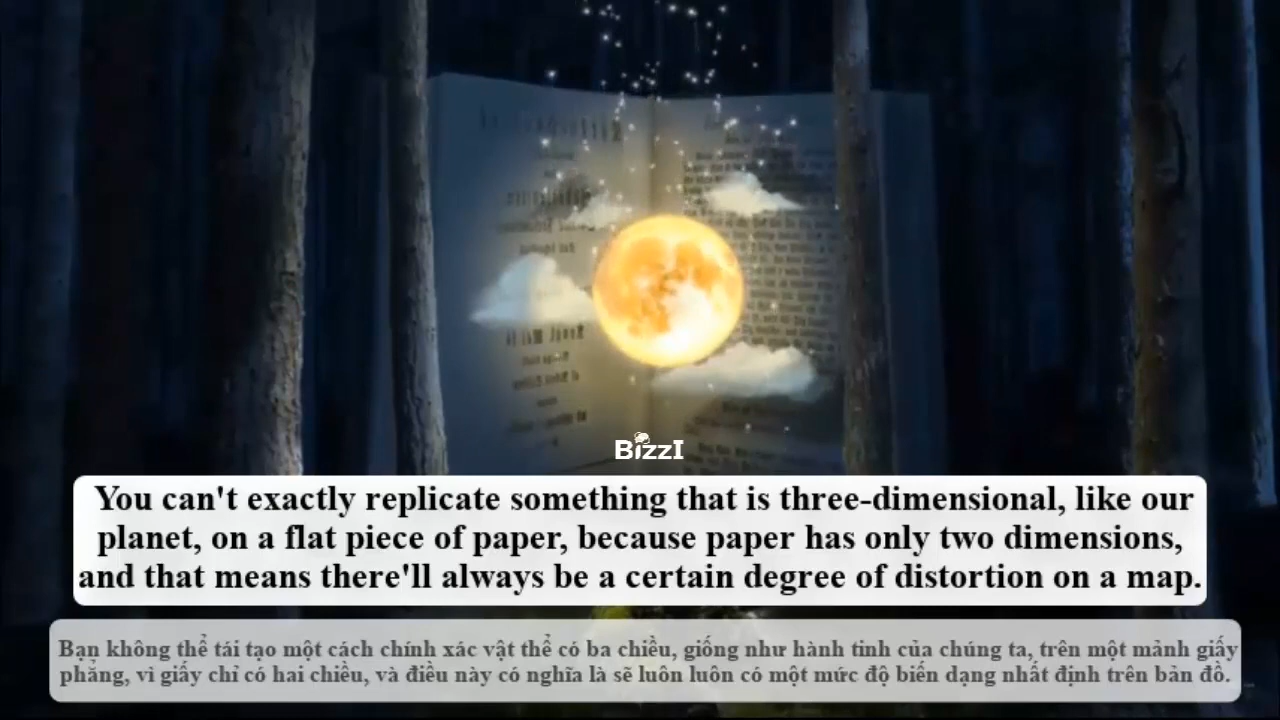 BizzI
You can't exactly replicate something that is three-dimensional, like our
planet, on a flat piece of paper, because paper has only two dimensions,
and that means there'll always be a certain degree of distortion on a map.
Bạn không thể tái tạo một cách chính xác vật thể có ba chiều, giống như hành tinh của chúng ta, trên một mảnh giấy
phẳng, vì giấy chỉ có hai chiều, và điều này có nghĩa là sẽ luôn luôn có một mức độ biến dạng nhất định trên bản đồ.